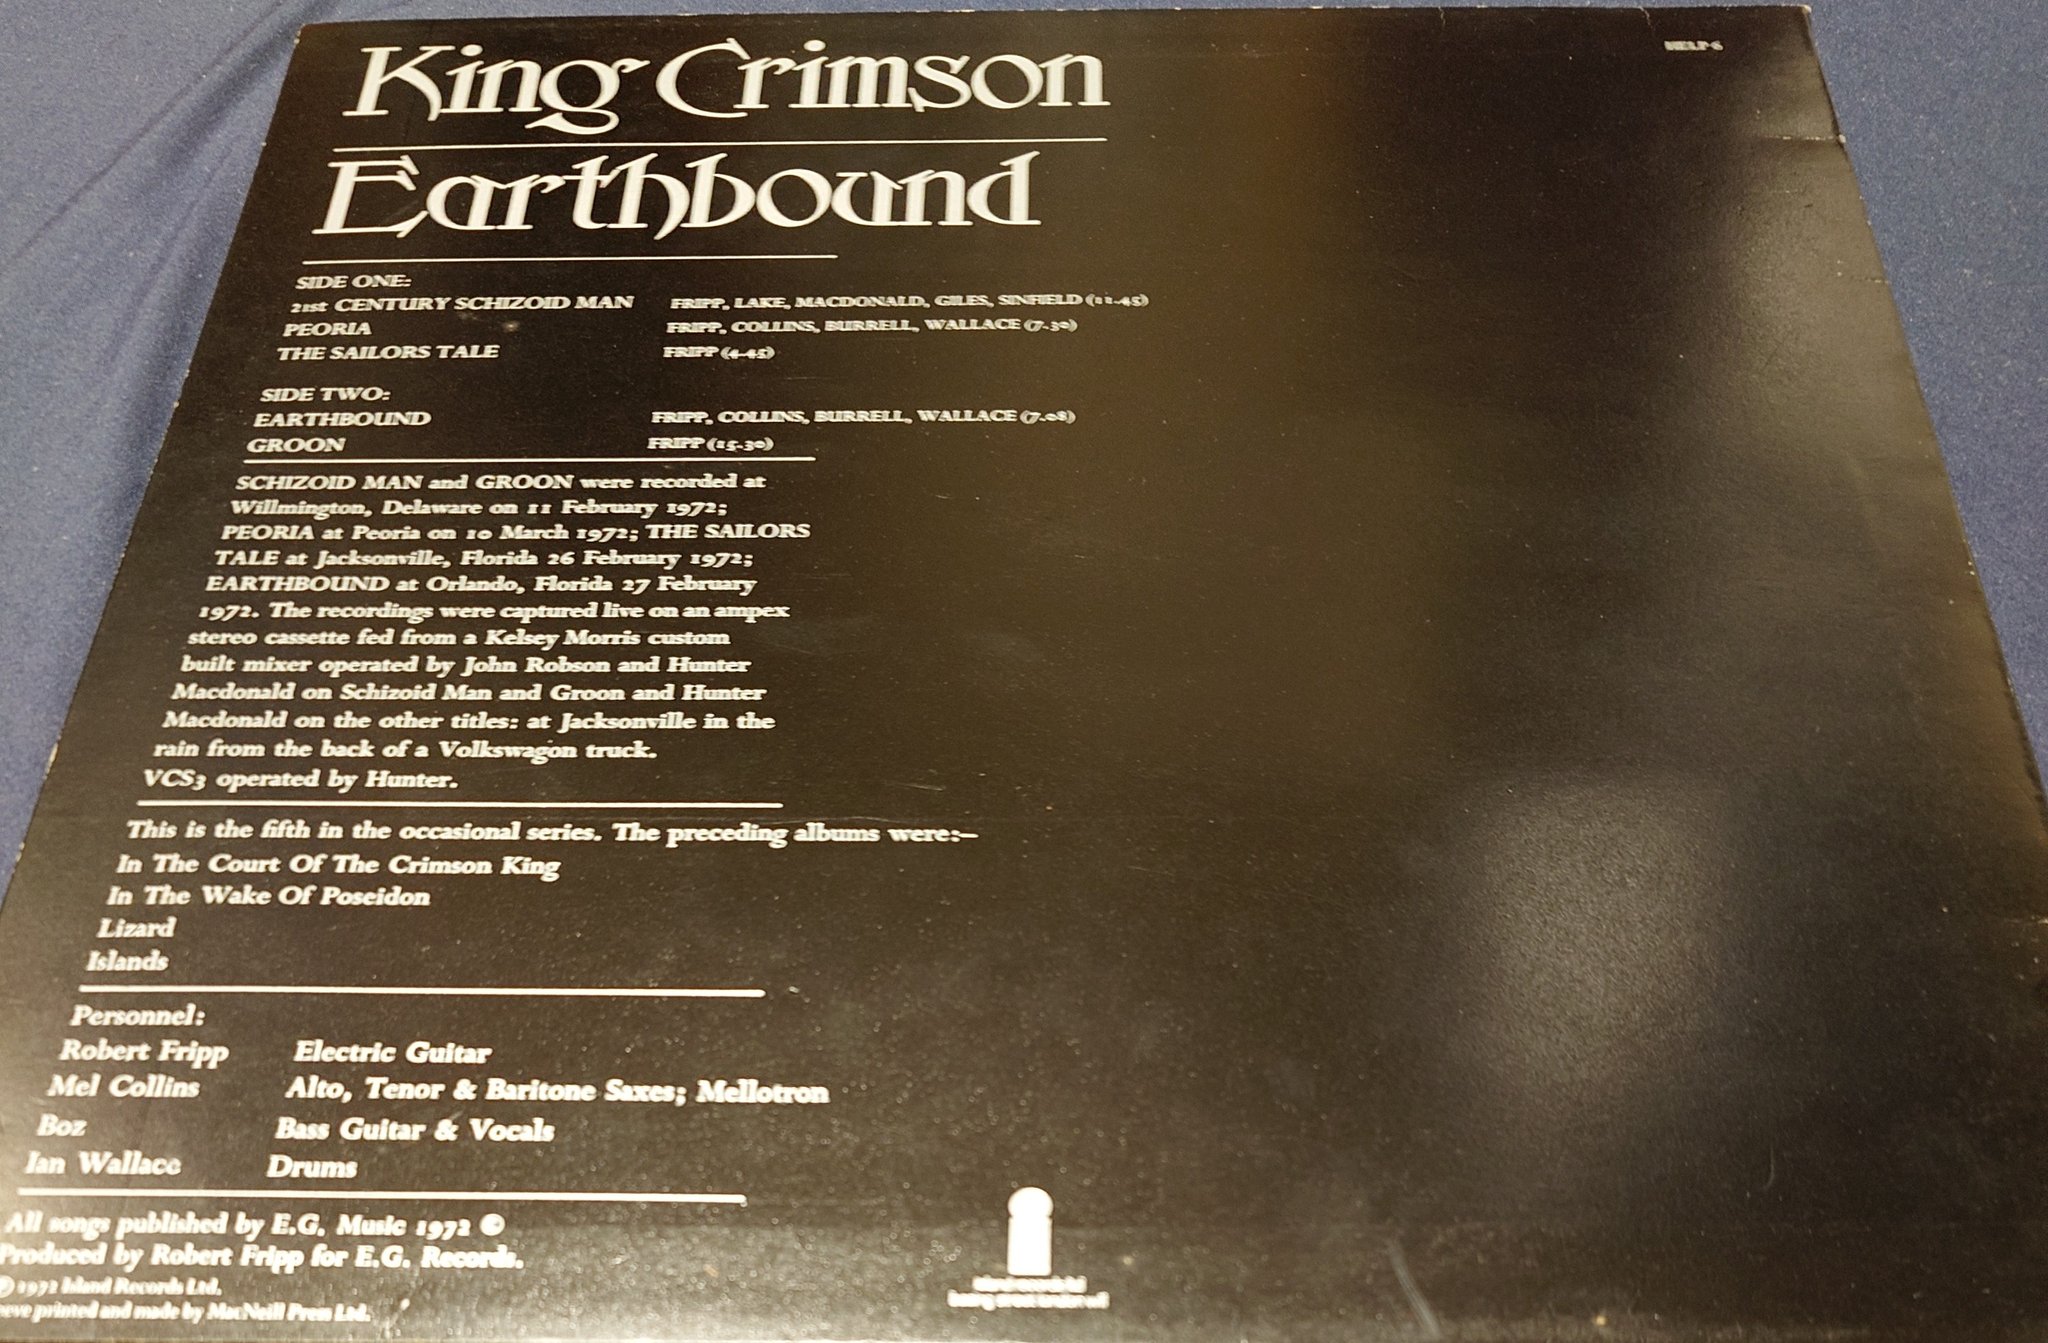 HELP 6
King Crimson
Earthbound
SIDE ONE:
21st CENTURY SCHIZOID MAN FRIPP, LAKE, MACDONALD, GILES, SINFIELD (11.45)
PEORIA FRIPP, COLLINS, BURRELL, WALLACE (7.30)
THE SAILORS TALE FRIPP (4.45)
SIDE TWO:
EARTHBOUND FRIPP, COLLINS, BURRELL, WALLACE (7.08)
GROON FRIPP (15.30)
SCHIZOID MAN and GROON were recorded at
Willmington, Delaware on 11 February 1972;
PEORIA at Peoria on 10 March 1972; THE SAILORS
TALE at Jacksonville, Florida 26 February 1972;
EARTHBOUND at Orlando, Florida 27 February
1972. The recordings were captured live on an ampex
stereo cassette fed from a Kelsey Morris custom
built mixer operated by John Robson and Hunter
Macdonald on Schizoid Man and Groon and Hunter
Macdonald on the other titles: at Jacksonville in the
rain from the back of a Volkswagon truck.
VCS3 operated by Hunter.
This is the fifth in the occasional series. The preceding albums were:–
In The Court Of The Crimson King
In The Wake Of Poseidon
Lizard
Islands
Personnel:
Robert Fripp Electric Guitar
Mel Collins Alto, Tenor & Baritone Saxes; Mellotron
Boz Bass Guitar & Vocals
Ian Wallace Drums
All songs published by E.G. Music 1972 ©
Produced by Robert Fripp for E.G. Records.
℗ 1972 Island Records Ltd.
eeve printed and made by MacNeill Press Ltd.